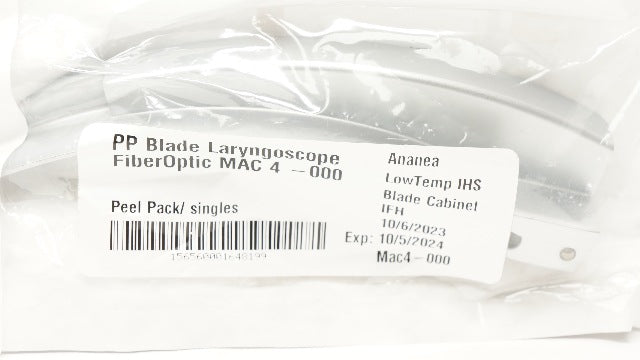 PP Blade Laryngoscope
FiberOptic MAC 4 -000
Peel Pack/ singles
156560001648199
Ananea
LowTemp IHS
Blade Cabinet
IFH
10/6/2023
Exp: 10/5/2024
Mac4-000